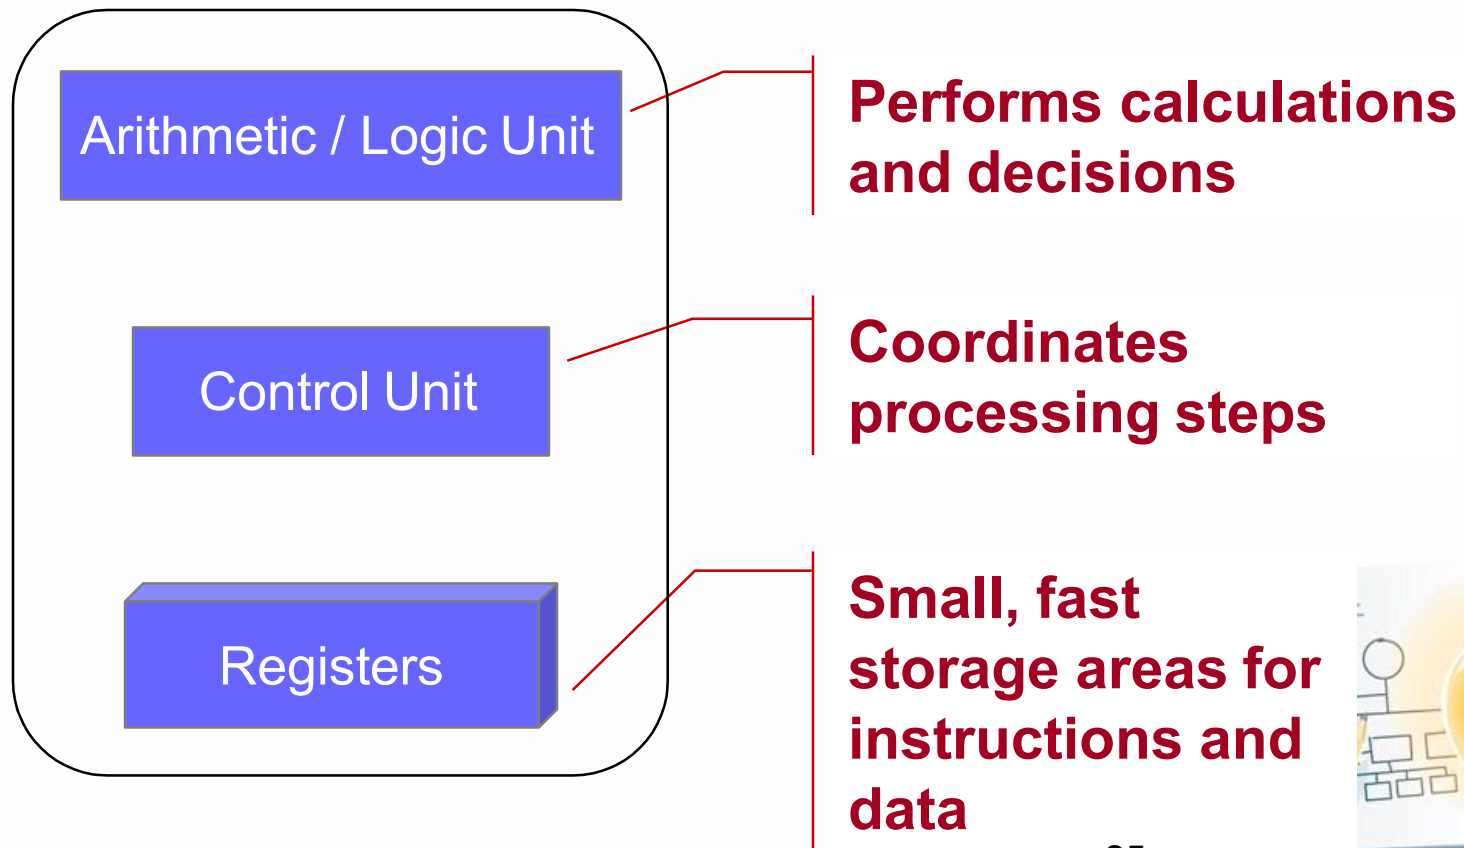 Arithmetic / Logic Unit
Performs calculations
and decisions
Control Unit
Coordinates
processing steps
Registers
Small, fast
storage areas for
instructions and
data